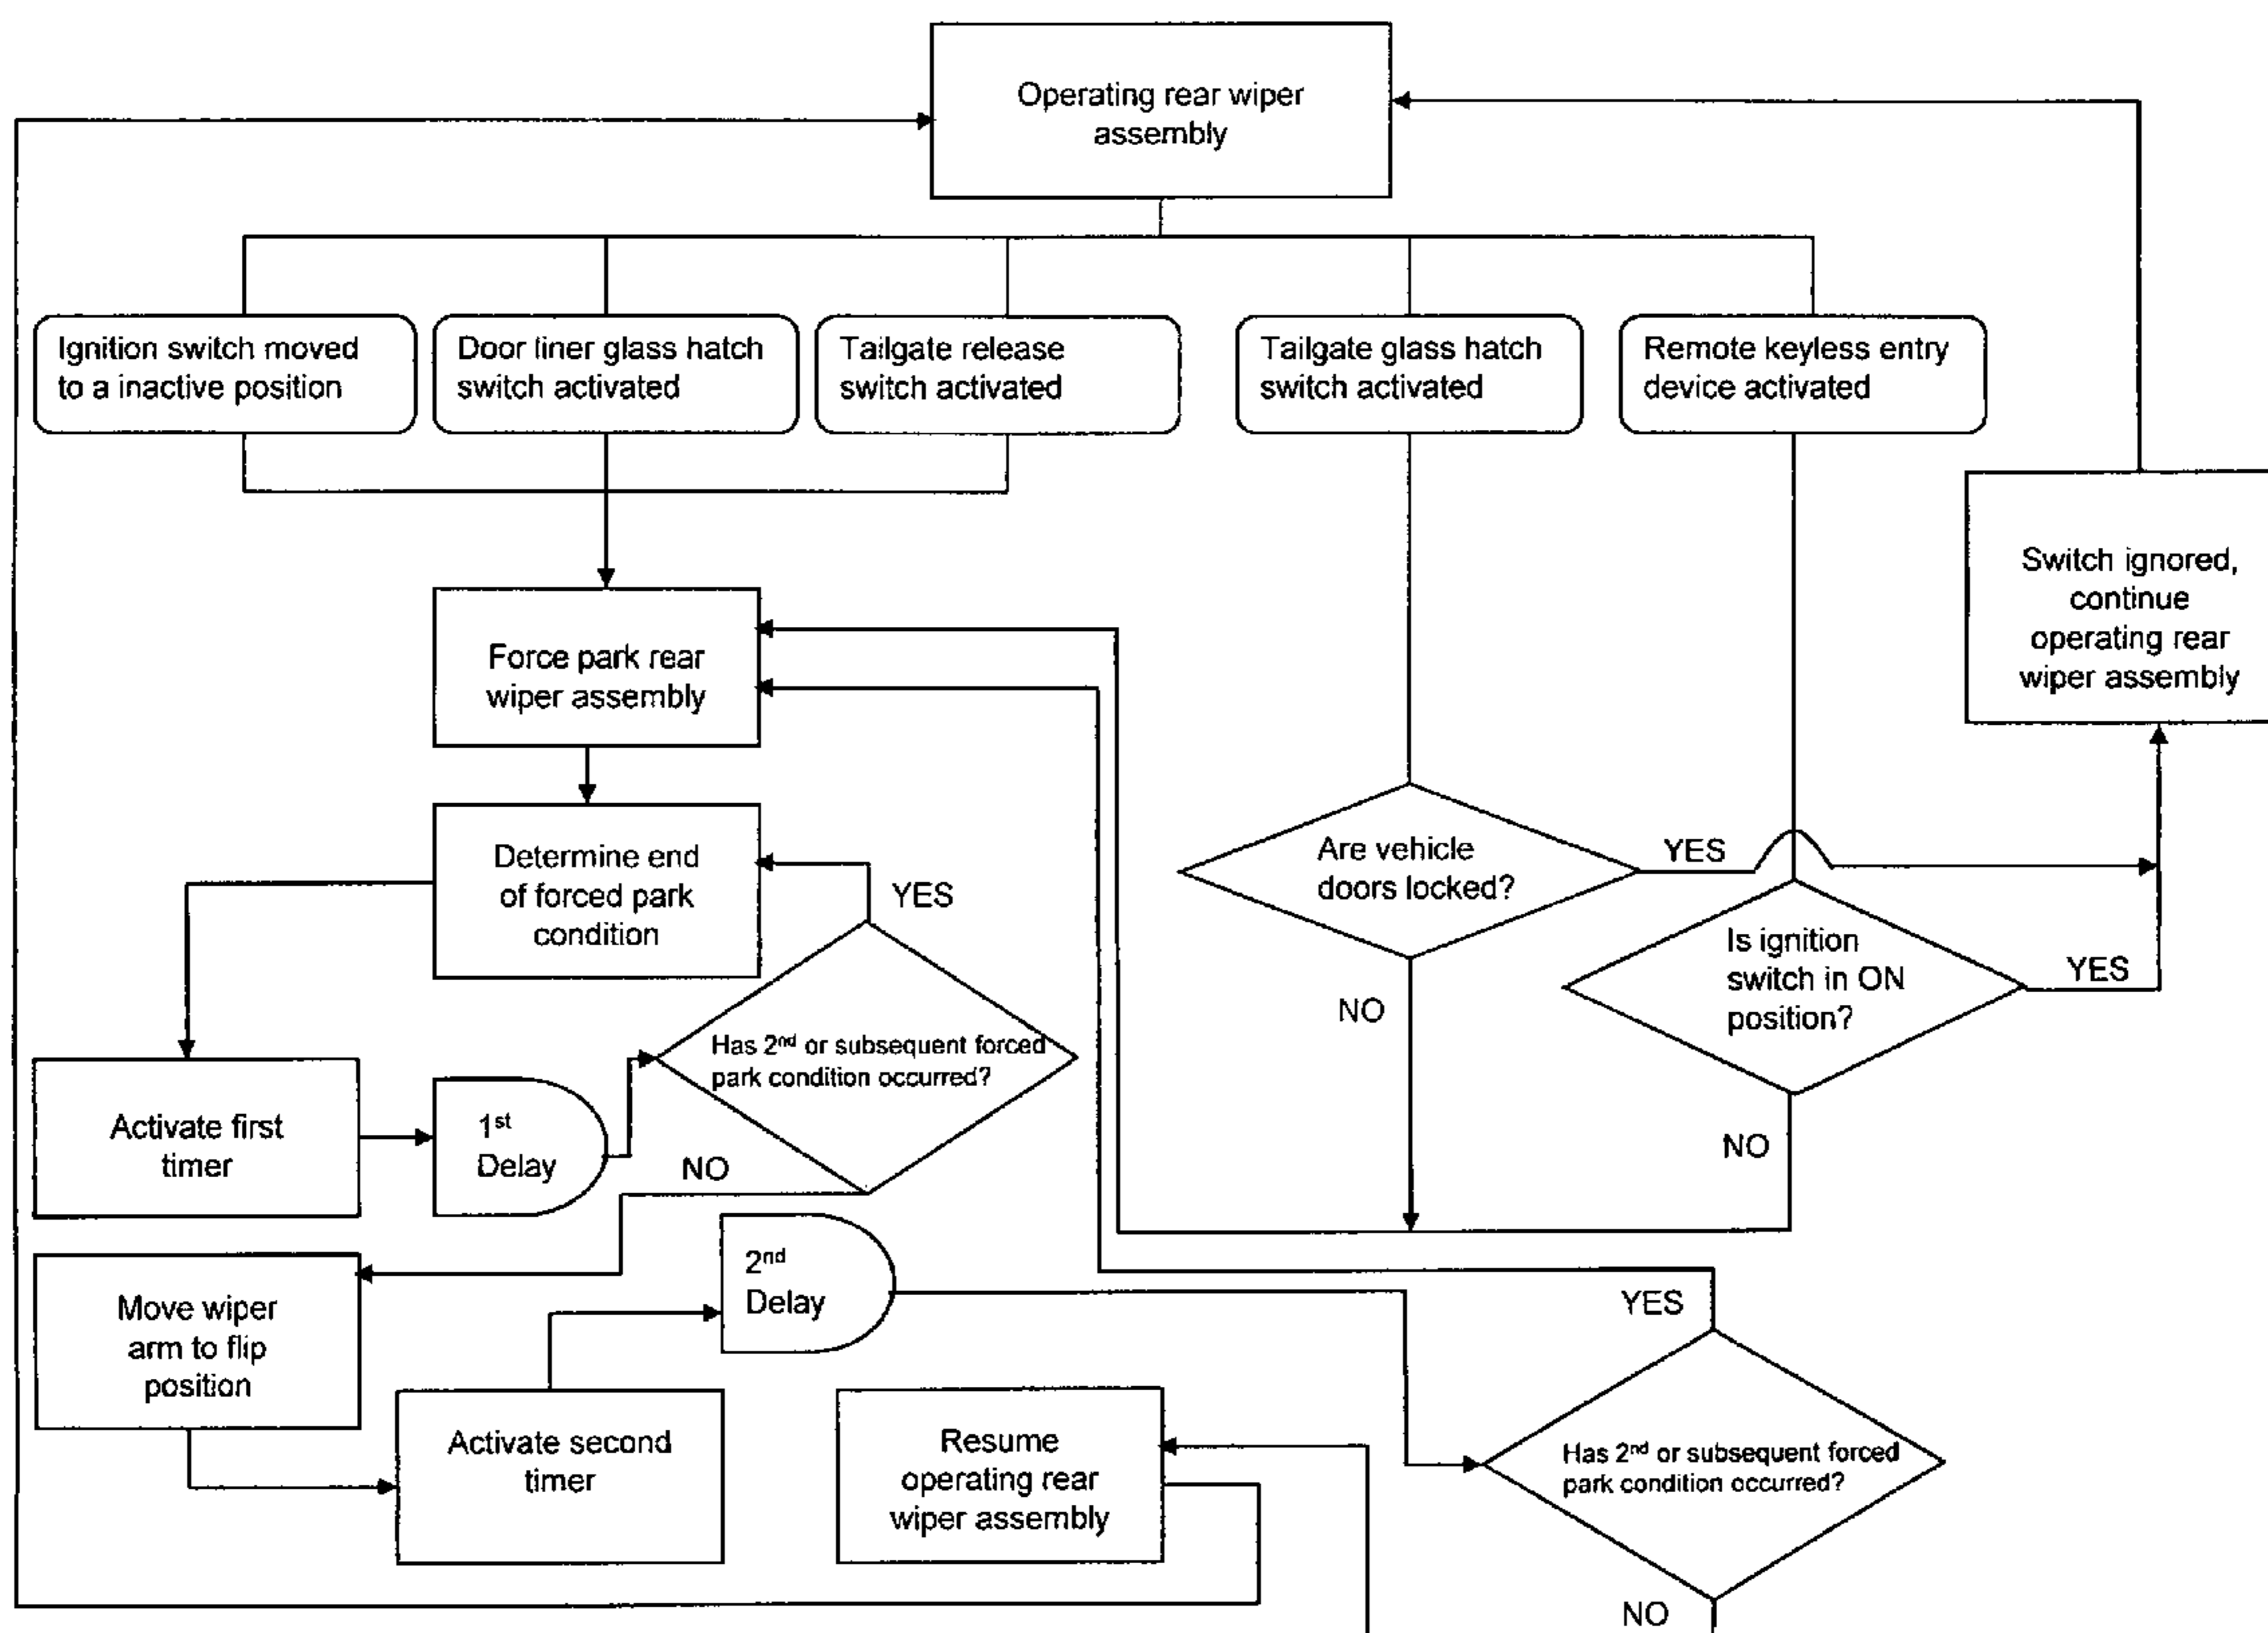 Operating rear wiper
assembly
Ignition switch moved
to a inactive position
Door liner glass hatch
switch activated
Tailgate release
switch activated
Tailgate glass hatch
switch activated
Remote keyless entry
device activated
Switch ignored,
continue
operating rear
wiper assembly
Force park rear
wiper assembly
Determine end
of forced park
condition
YES
Are vehicle
doors locked?
YES
NO
Is ignition
switch in ON
position?
YES
NO
Has 2nd or subsequent forced
park condition occurred?
NO
Activate first
timer
1st
Delay
Move wiper
arm to flip
position
2nd
Delay
YES
Activate second
timer
Resume
operating rear
wiper assembly
Has 2nd or subsequent forced
park condition occurred?
NO